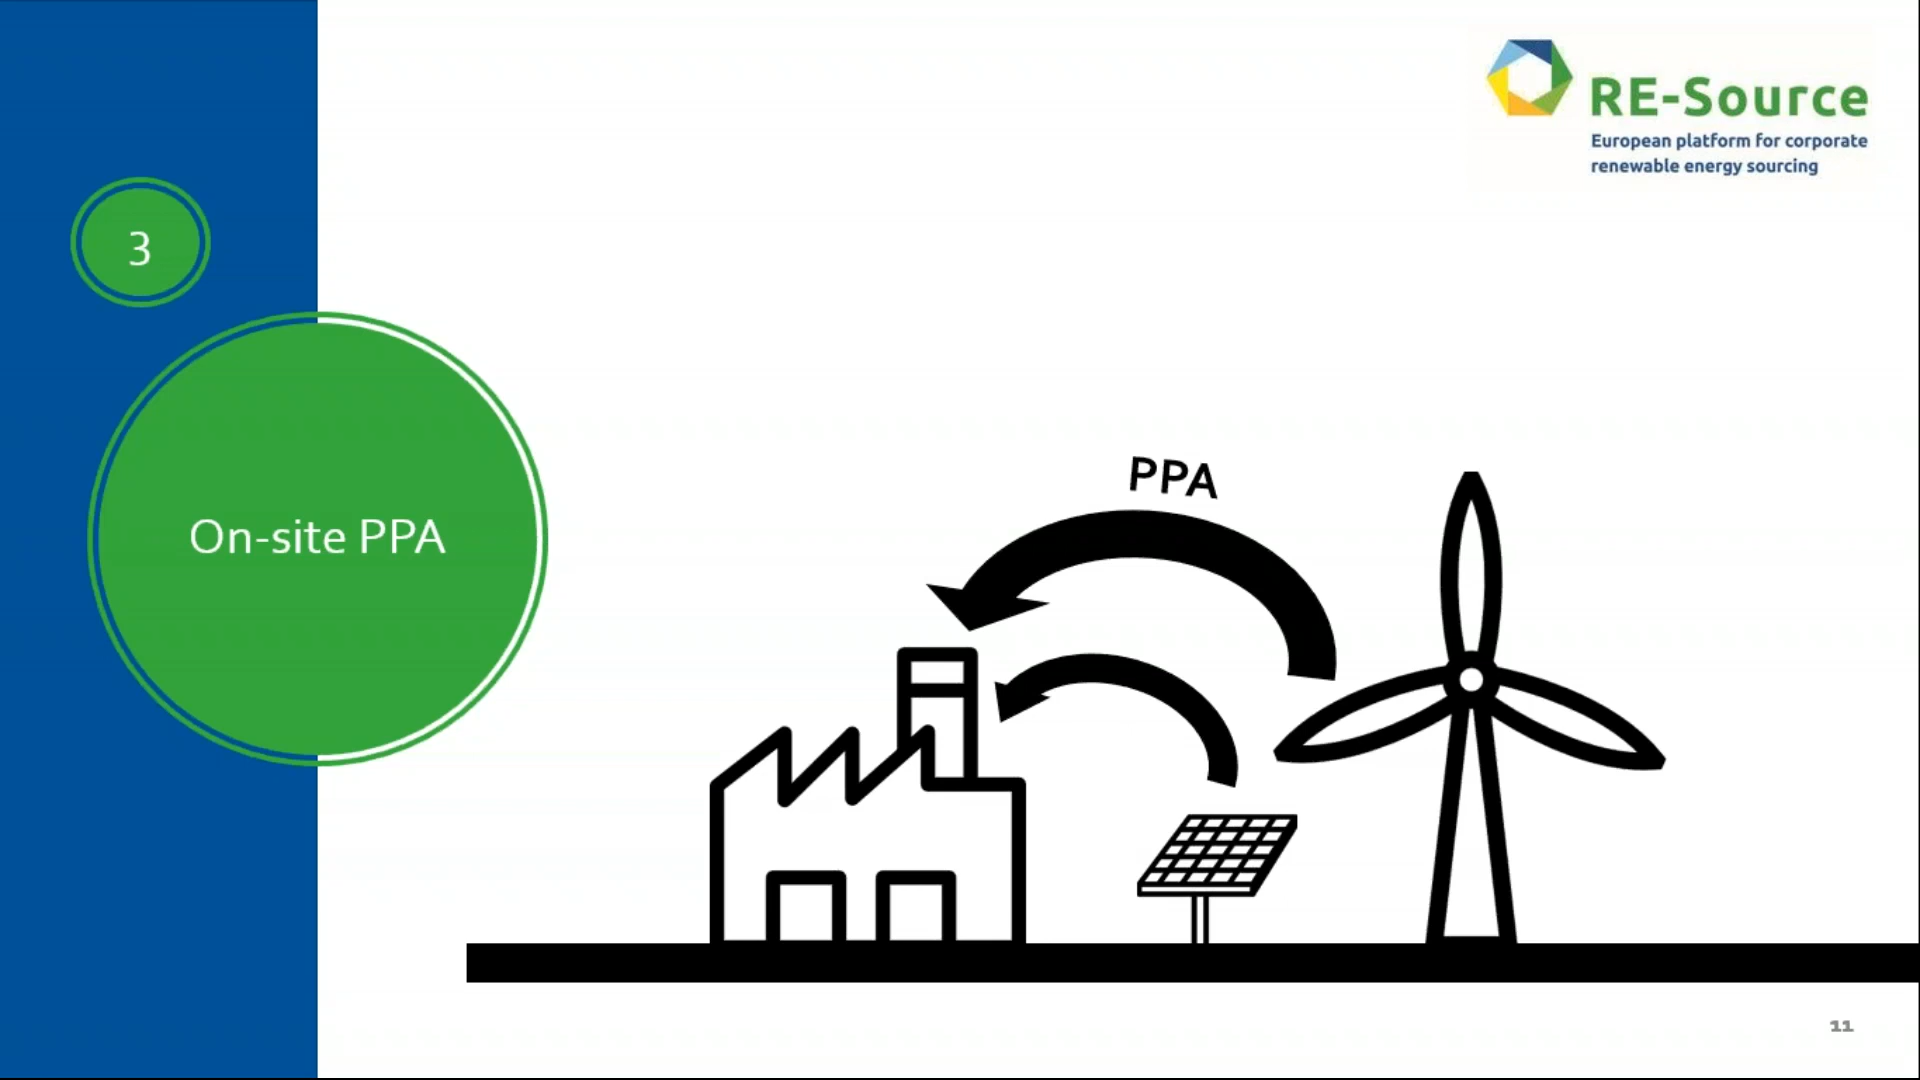 RE-Source
European platform for corporate
renewable energy sourcing
3
On-site PPA
PPA
11